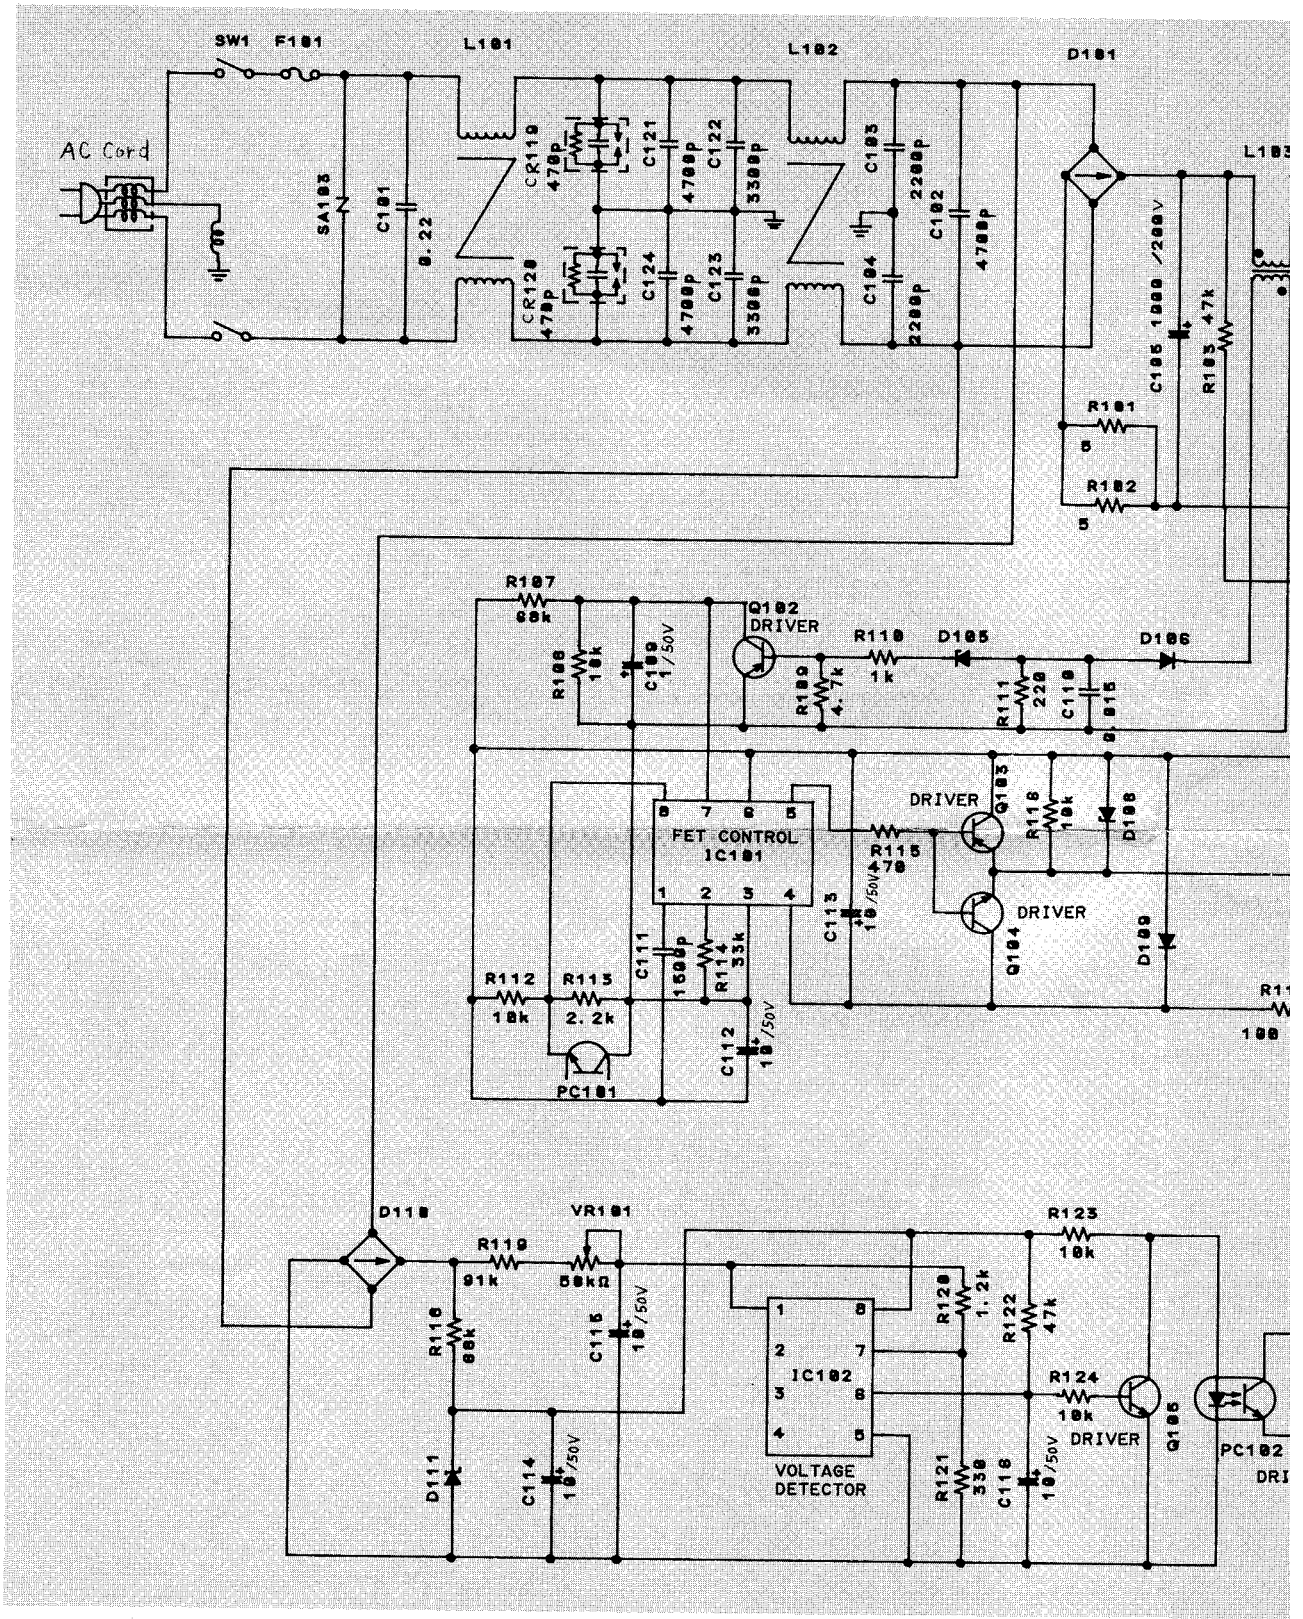 SW1 F101 L101 L102 D101
AC Cord
SA103
C101
0.22
CR119
470p
C121
4700p
C122
3300p
C103
2200p
C102
4700p
L103
CR120
470p
C124
4700p
C123
3300p
C104
2200p
C105 1000 /200V
R103 47k
R101
5
R102
5
R107
68k
Q102
DRIVER
R108
10k
C109
1/50V
R110
1k
D105
D106
R109
4.7k
R111
220
C110
0.015
8 7 6 5
FET CONTROL
IC101
1 2 3 4
DRIVER
Q103
R115
470
R116
10k
D108
DRIVER
Q104
C113
10/50V
D109
C111
1500p
R114
33k
R112
10k
R113
2.2k
C112
10/50V
PC101
R11
100
D110
R119
91k
VR101
50kΩ
R123
10k
C115
10/50V
R120
1.2k
R122
47k
1 8
2 7
IC102
3 6
4 5
VOLTAGE
DETECTOR
R124
10k
DRIVER
Q105
PC102
DRI
D111
C114
10/50V
R121
330
10/50V